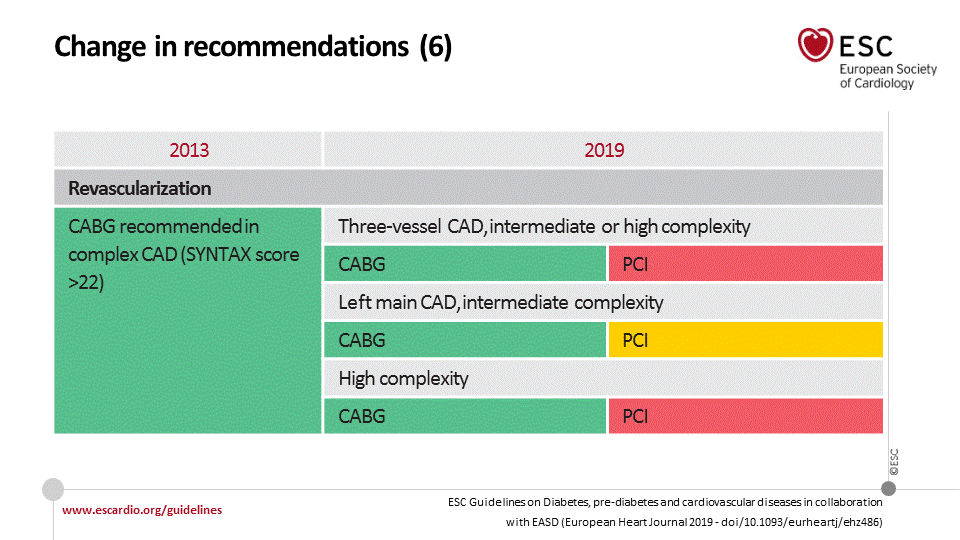 Change in recommendations (6)
ESC
European Society
of Cardiology
2013
2019
Revascularization
CABG recommended in
complex CAD (SYNTAX score
>22)
Three-vessel CAD, intermediate or high complexity
CABG
PCI
Left main CAD, intermediate complexity
CABG
PCI
High complexity
CABG
PCI
©ESC
www.escardio.org/guidelines
ESC Guidelines on Diabetes, pre-diabetes and cardiovascular diseases in collaboration
with EASD (European Heart Journal 2019 - doi/10.1093/eurheartj/ehz486)